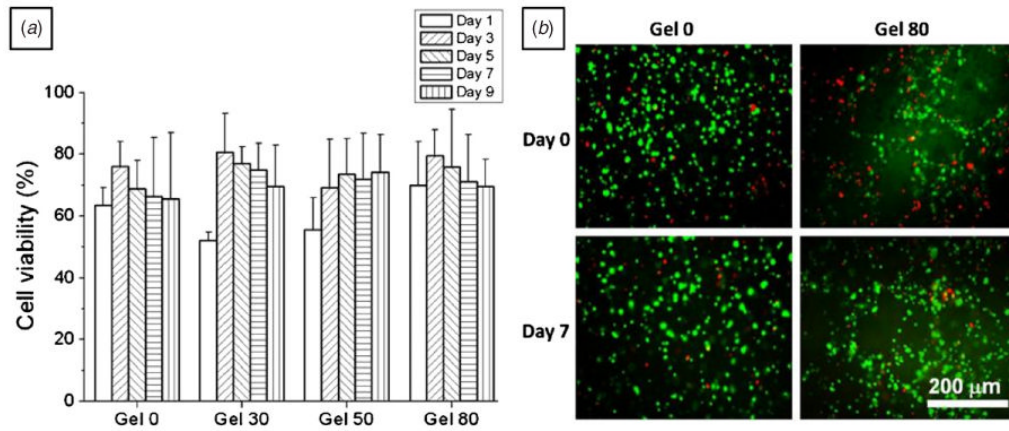 (a)
Day 1
Day 3
Day 5
Day 7
Day 9
Cell viability (%)
100
80
60
40
20
0
Gel 0 Gel 30 Gel 50 Gel 80
(b)
Gel 0 Gel 80
Day 0
Day 7
200 μm